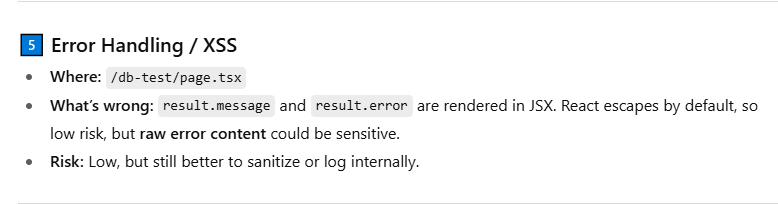 5 Error Handling / XSS
• Where: /db-test/page.tsx
• What's wrong: result.message and result.error are rendered in JSX. React escapes by default, so
low risk, but raw error content could be sensitive.
• Risk: Low, but still better to sanitize or log internally.